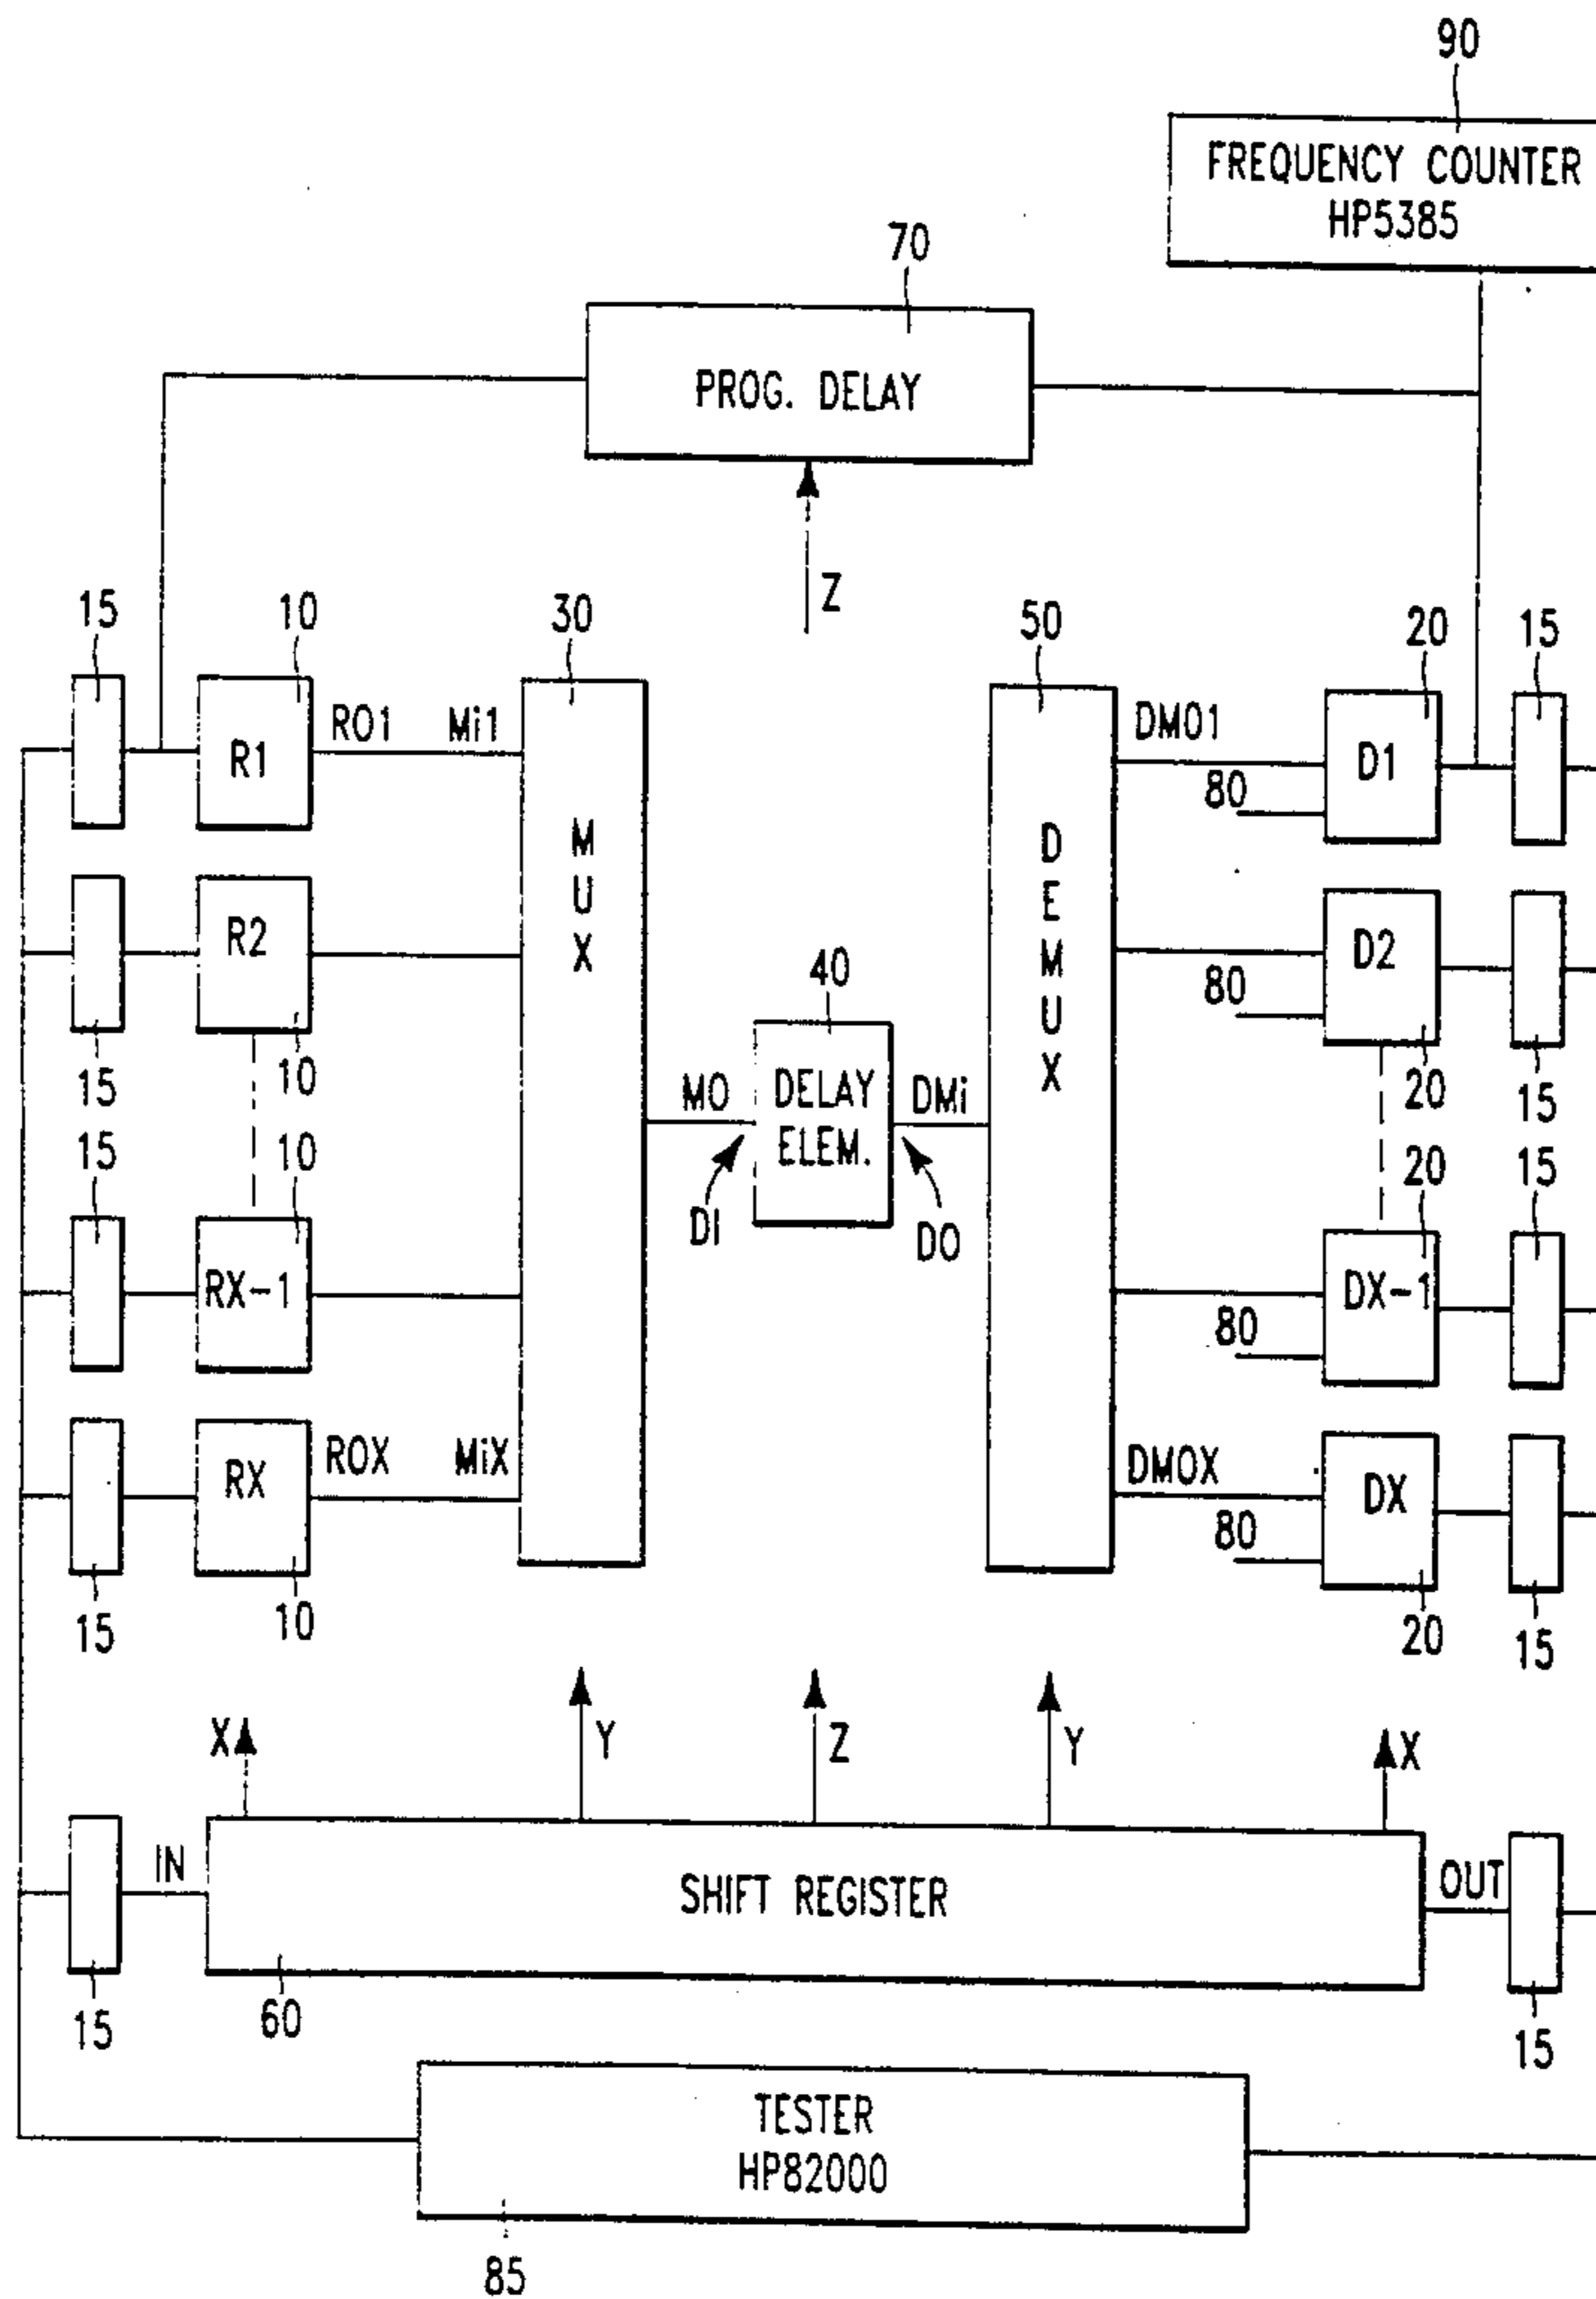 90
FREQUENCY COUNTER
HP5385
70
PROG. DELAY
Z
15
10
30
50
20
15
R1
RO1
Mi1
DMO1
80
D1
MUX
DEMUX
R2
D2
80
15
10
40
20
15
MO
DELAY
ELEM.
DMi
DI
DO
15
10
20
15
RX-1
DX-1
80
RX
ROX
MiX
DMOX
80
DX
15
10
20
15
X
Y
Z
Y
X
IN
SHIFT REGISTER
OUT
15
60
15
TESTER
HP82000
85